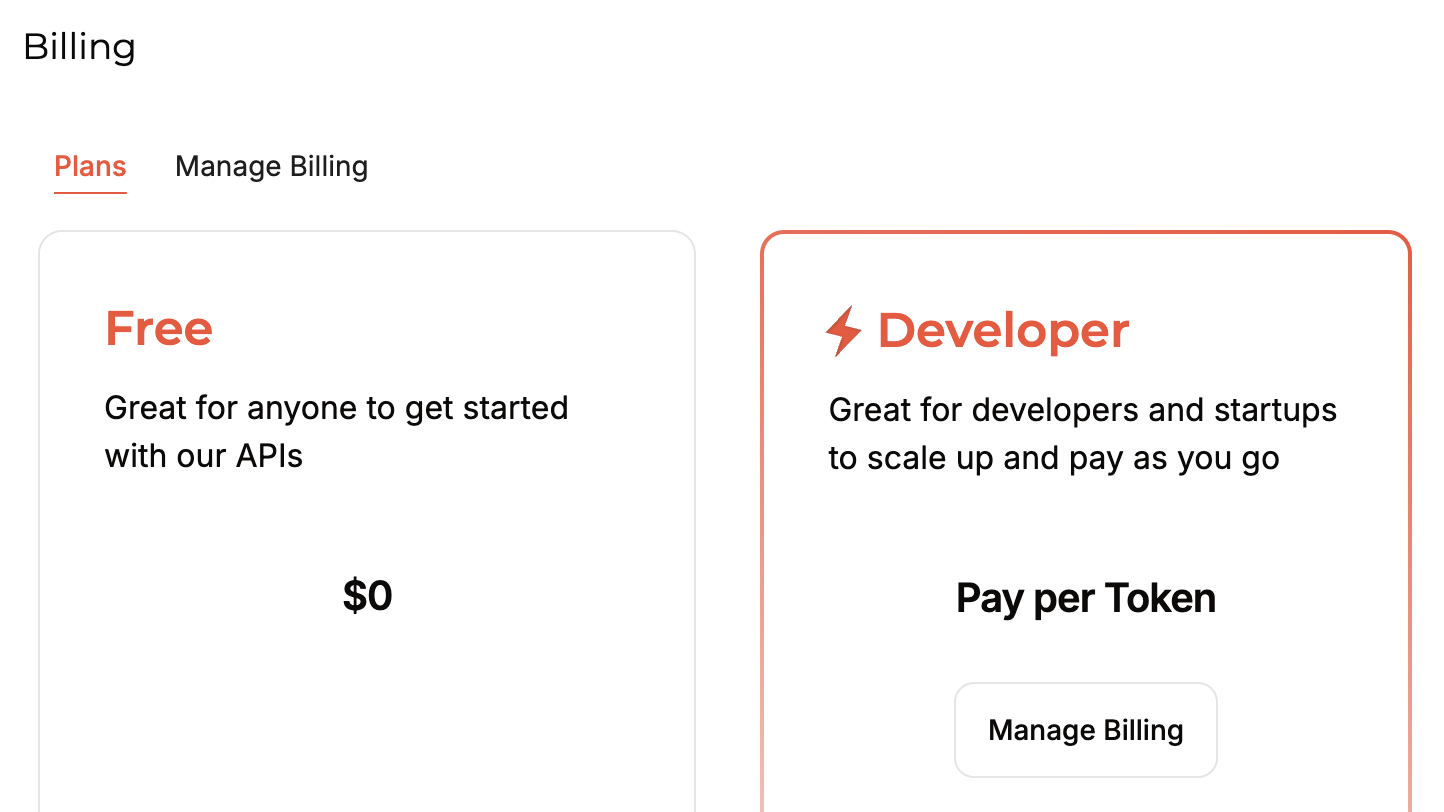 Billing
Plans
Manage Billing
Free
Great for anyone to get started
with our APIs
$0
Developer
Great for developers and startups
to scale up and pay as you go
Pay per Token
Manage Billing